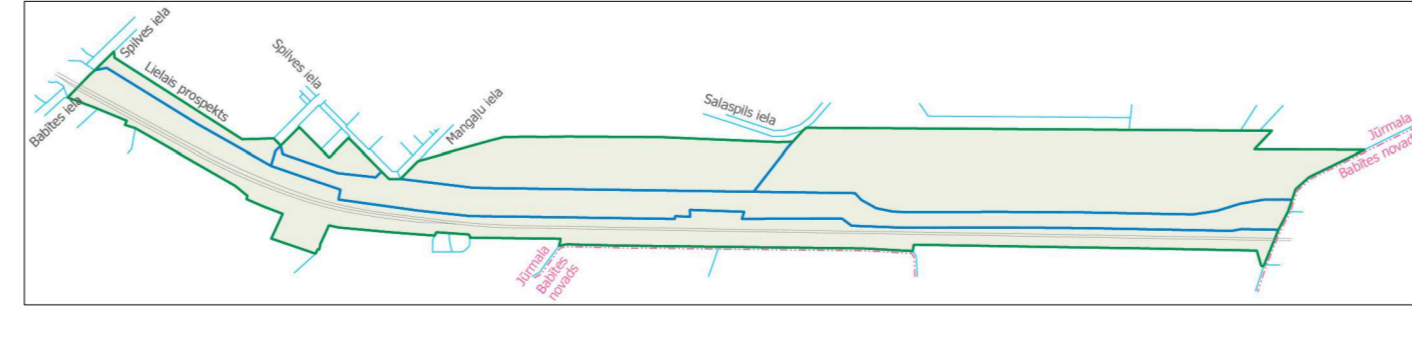 Spilves iela
Lielais prospekts
Babītes iela
Spilves iela
Mangaļu iela
Salaspils iela
Jūrmala
Babītes novads
Jūrmala
Babītes
novads